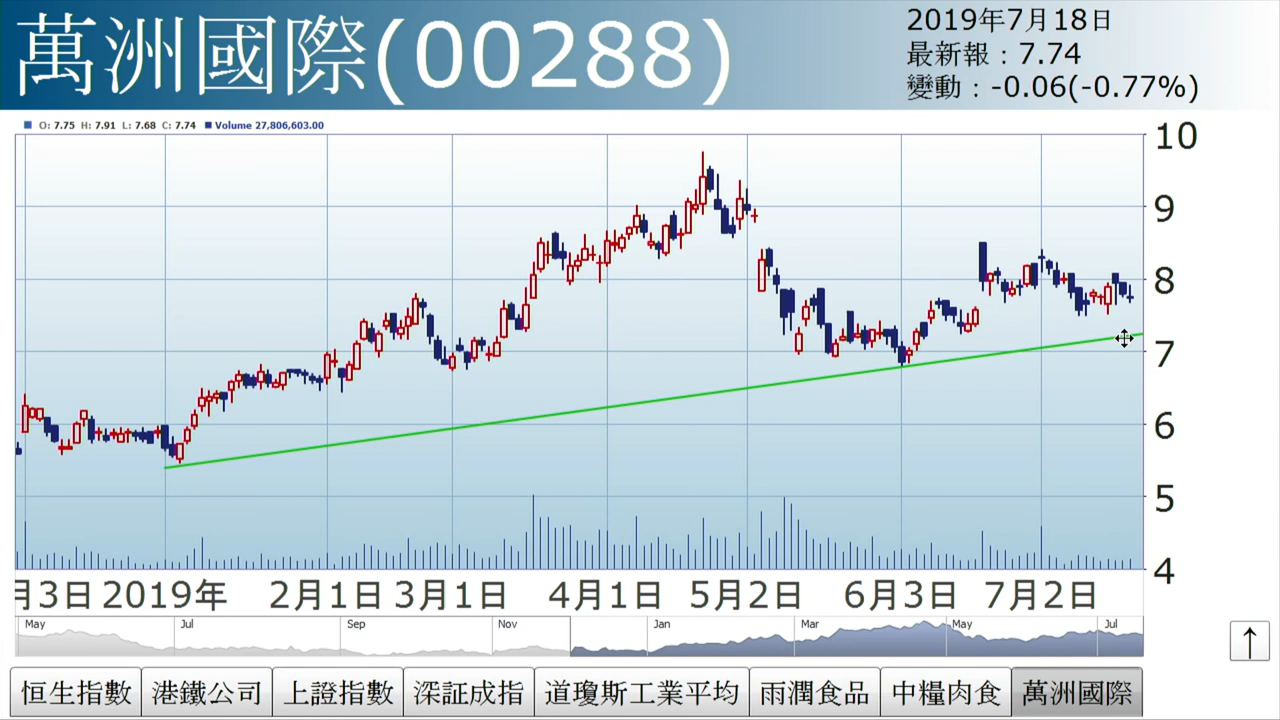 萬洲國際(00288)
2019年7月18日
最新報：7.74
變動：-0.06(-0.77%)
O: 7.75 H: 7.91 L: 7.68 C: 7.74 Volume 27,806,603.00
10
9
8
7
6
5
4
月3日 2019年 2月1日 3月1日 4月1日 5月2日 6月3日 7月2日
May Jul Sep Nov Jan Mar May Jul
↑
恒生指數 港鐵公司 上證指數 深証成指 道瓊斯工業平均 雨潤食品 中糧肉食 萬洲國際